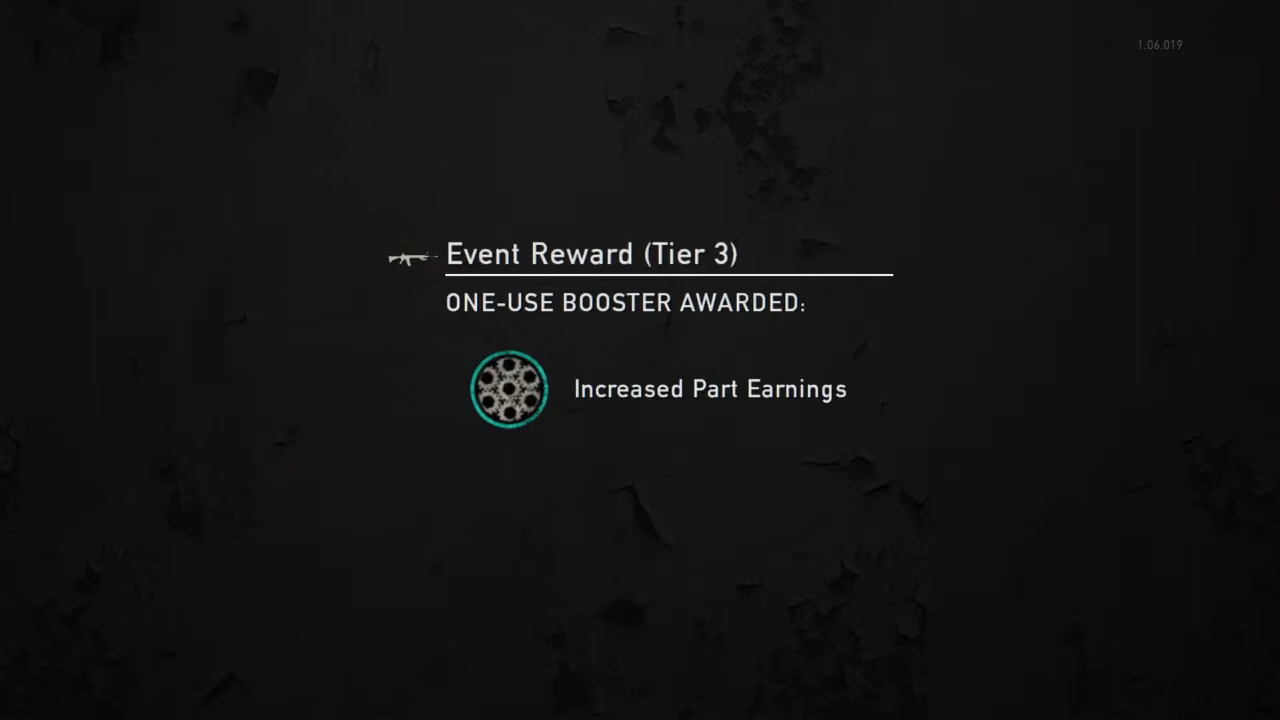 1.06.019
Event Reward (Tier 3)
ONE-USE BOOSTER AWARDED:
Increased Part Earnings